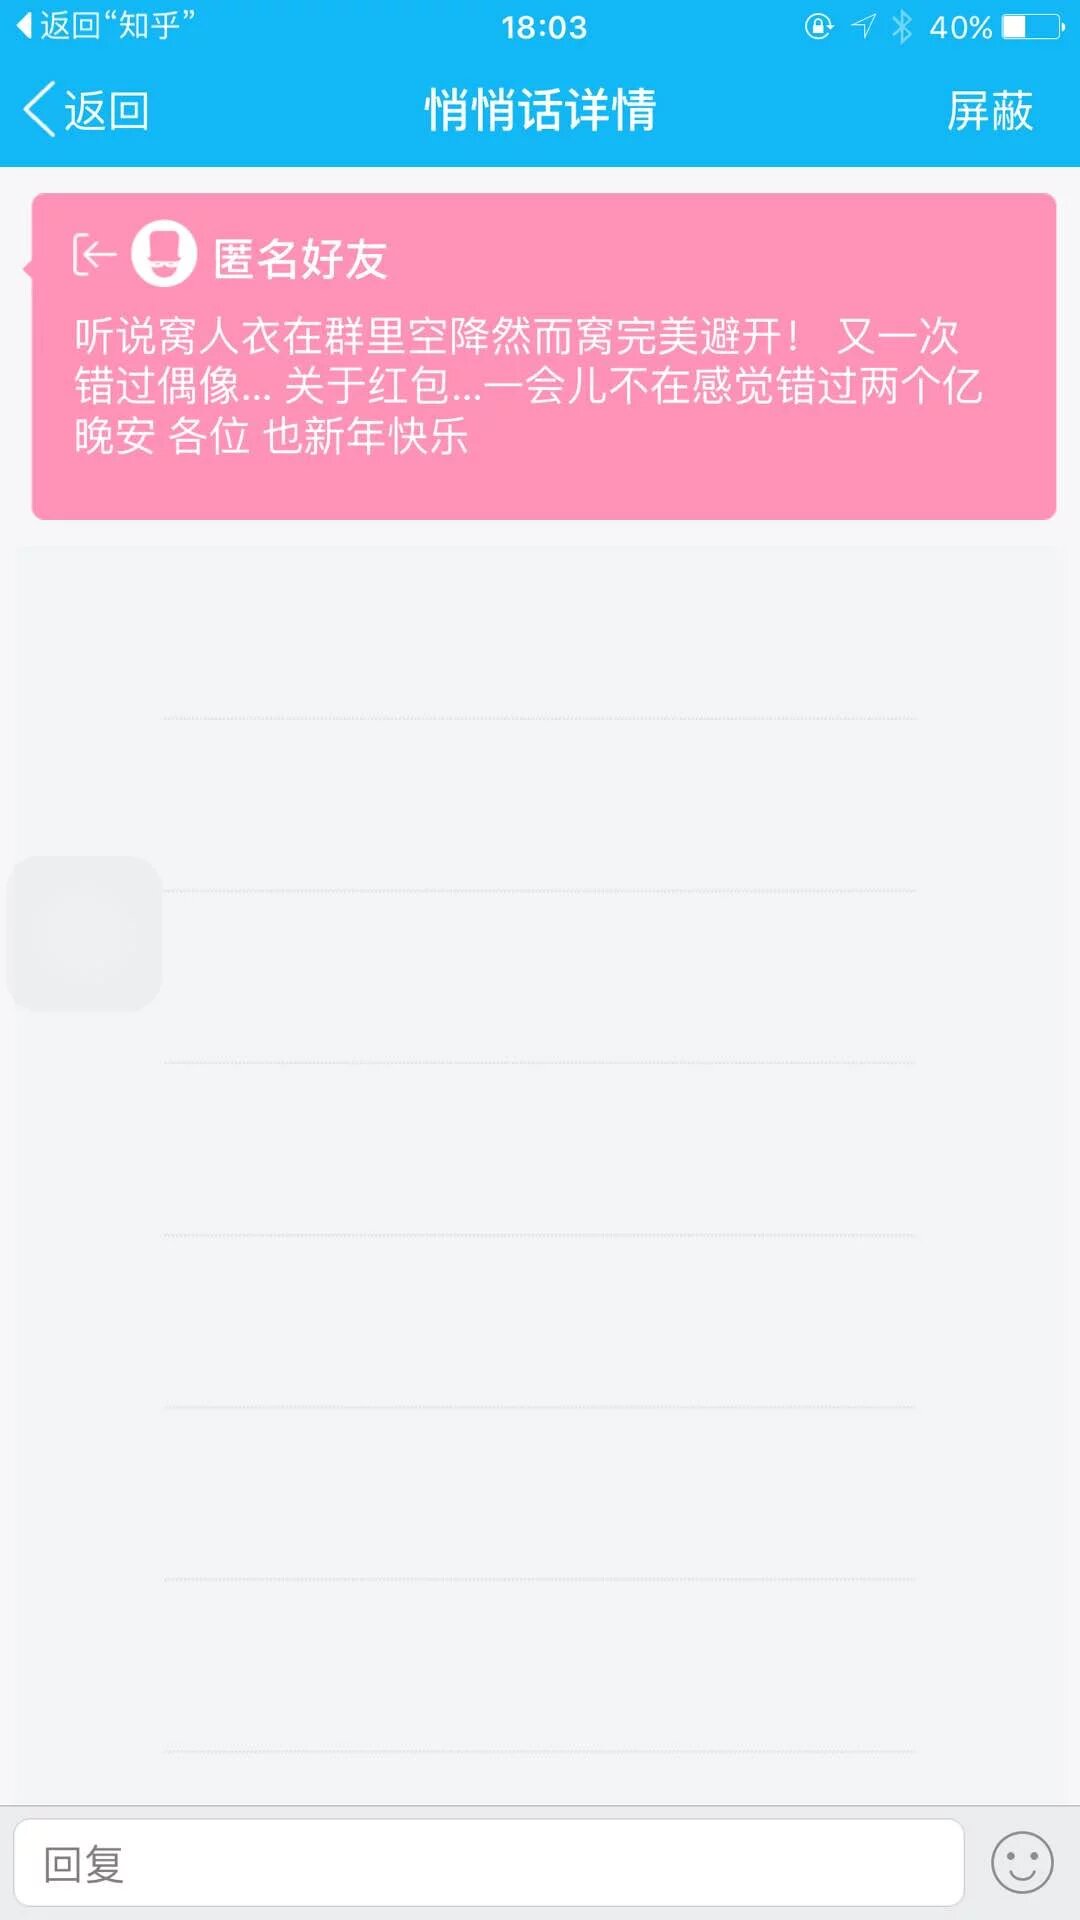 返回“知乎”
18:03
40%
返回
悄悄话详情
屏蔽
匿名好友
听说窝人衣在群里空降然而窝完美避开！ 又一次
错过偶像... 关于红包...一会儿不在感觉错过两个亿
晚安 各位 也新年快乐
回复